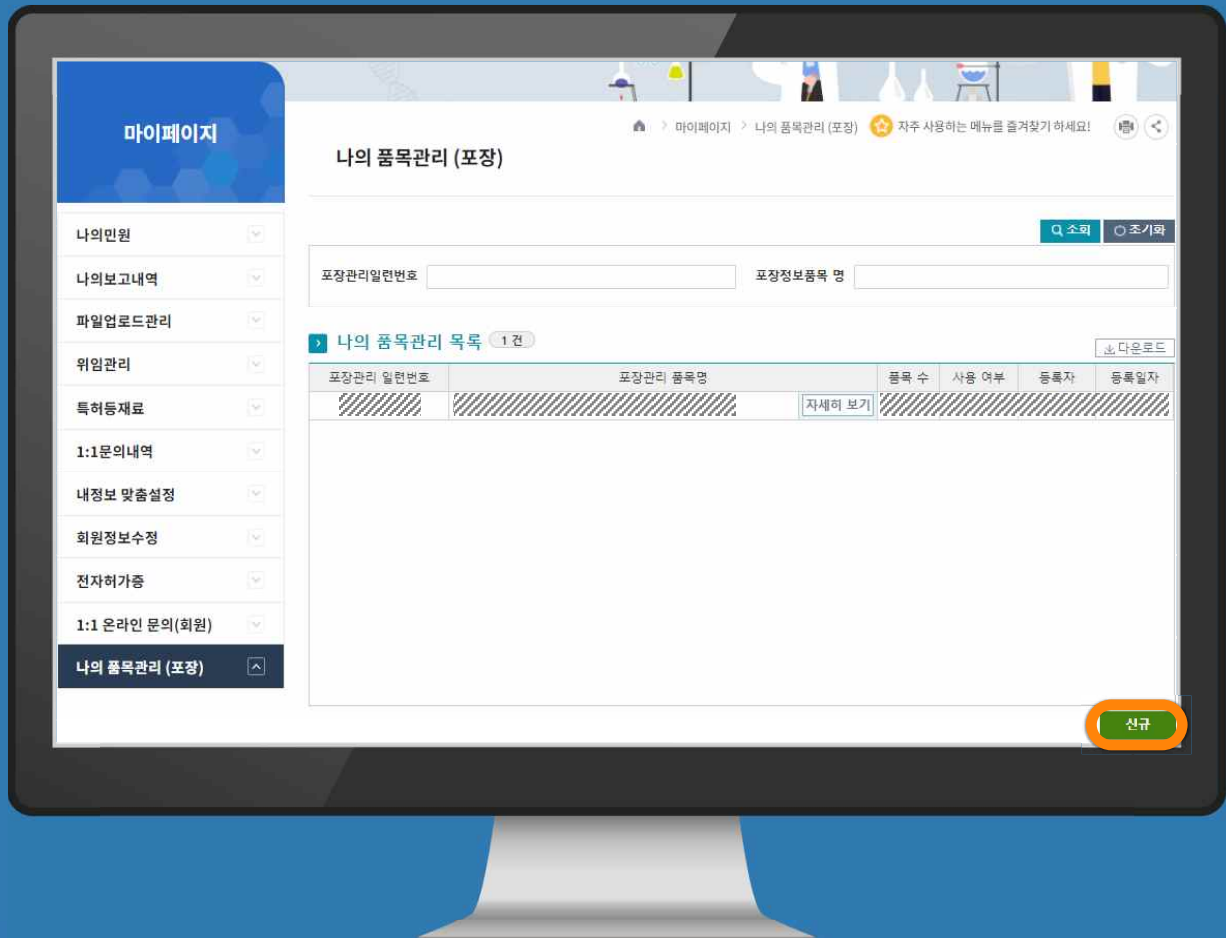 마이페이지
마이페이지 > 나의 품목관리 (포장) 자주 사용하는 메뉴를 즐겨찾기 하세요!
나의 품목관리 (포장)
나의민원
나의보고내역
파일업로드관리
위임관리
특허등재료
1:1문의내역
내정보 맞춤설정
회원정보수정
전자허가증
1:1 온라인 문의(회원)
나의 품목관리 (포장)
조회 초기화
포장관리일련번호 포장정보품목 명
나의 품목관리 목록 1 건
다운로드
포장관리 일련번호 포장관리 품목명 품목 수 사용 여부 등록자 등록일자
자세히 보기
신규